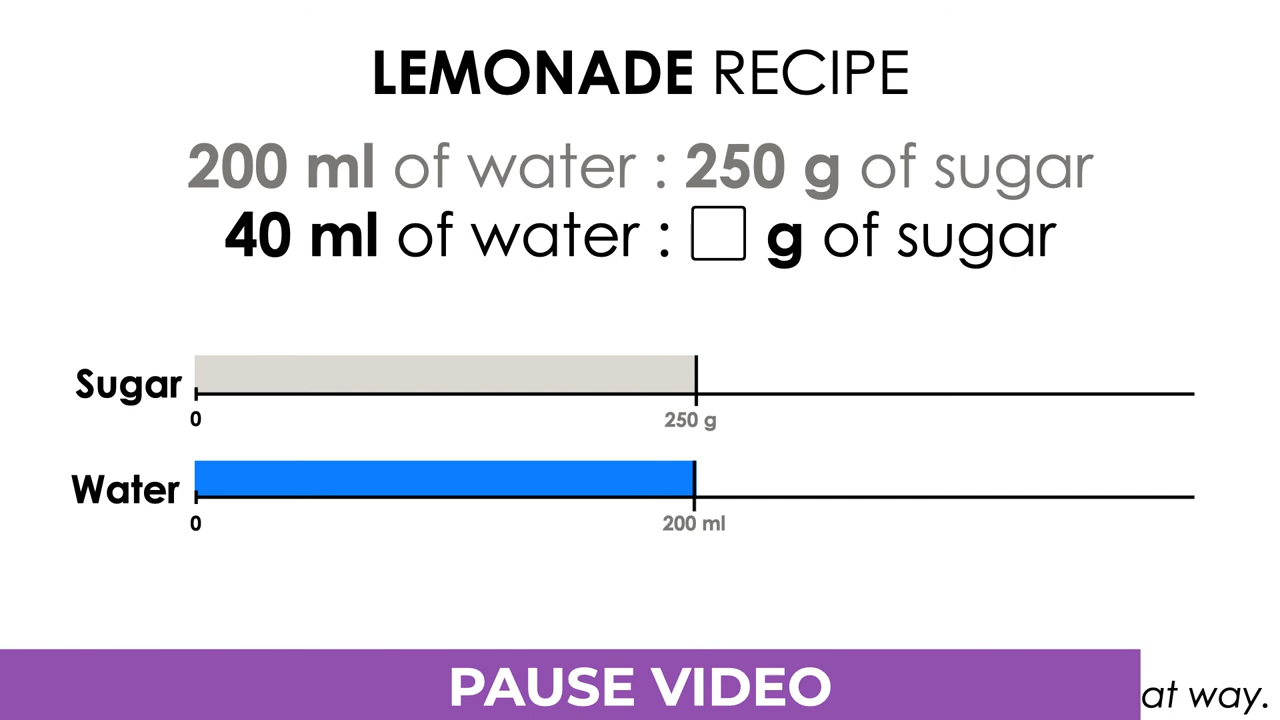 LEMONADE RECIPE
200 ml of water : 250 g of sugar
40 ml of water : g of sugar
Sugar
0
250 g
Water
0
200 ml
PAUSE VIDEO
at way.